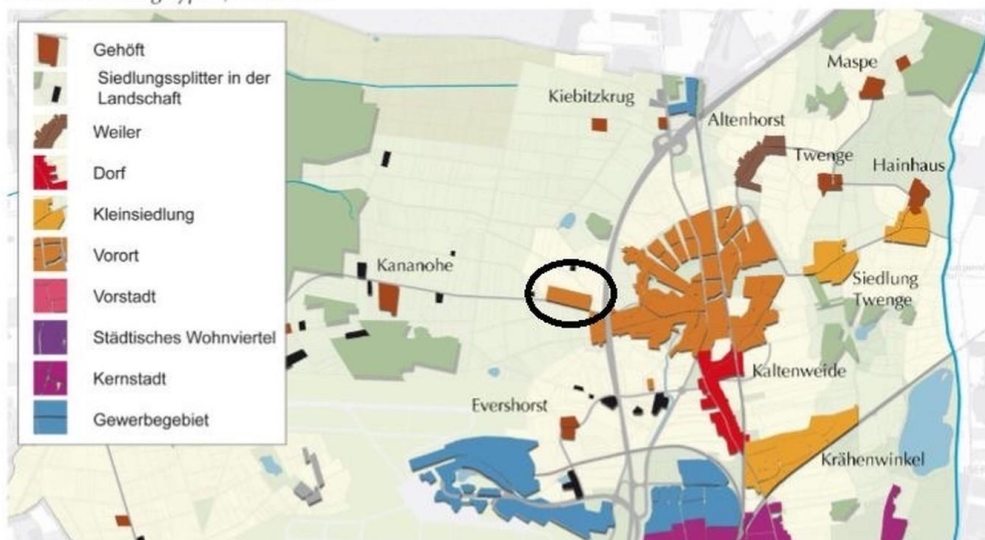 Gehöft
Siedlungssplitter in der
Landschaft
Weiler
Dorf
Kleinsiedlung
Vorort
Vorstadt
Städtisches Wohnviertel
Kernstadt
Gewerbegebiet
Maspe
Kiebitzkrug
Altenhorst
Twenge
Hainhaus
Kananohe
Siedlung
Twenge
Kaltenweide
Evershorst
Krähenwinkel